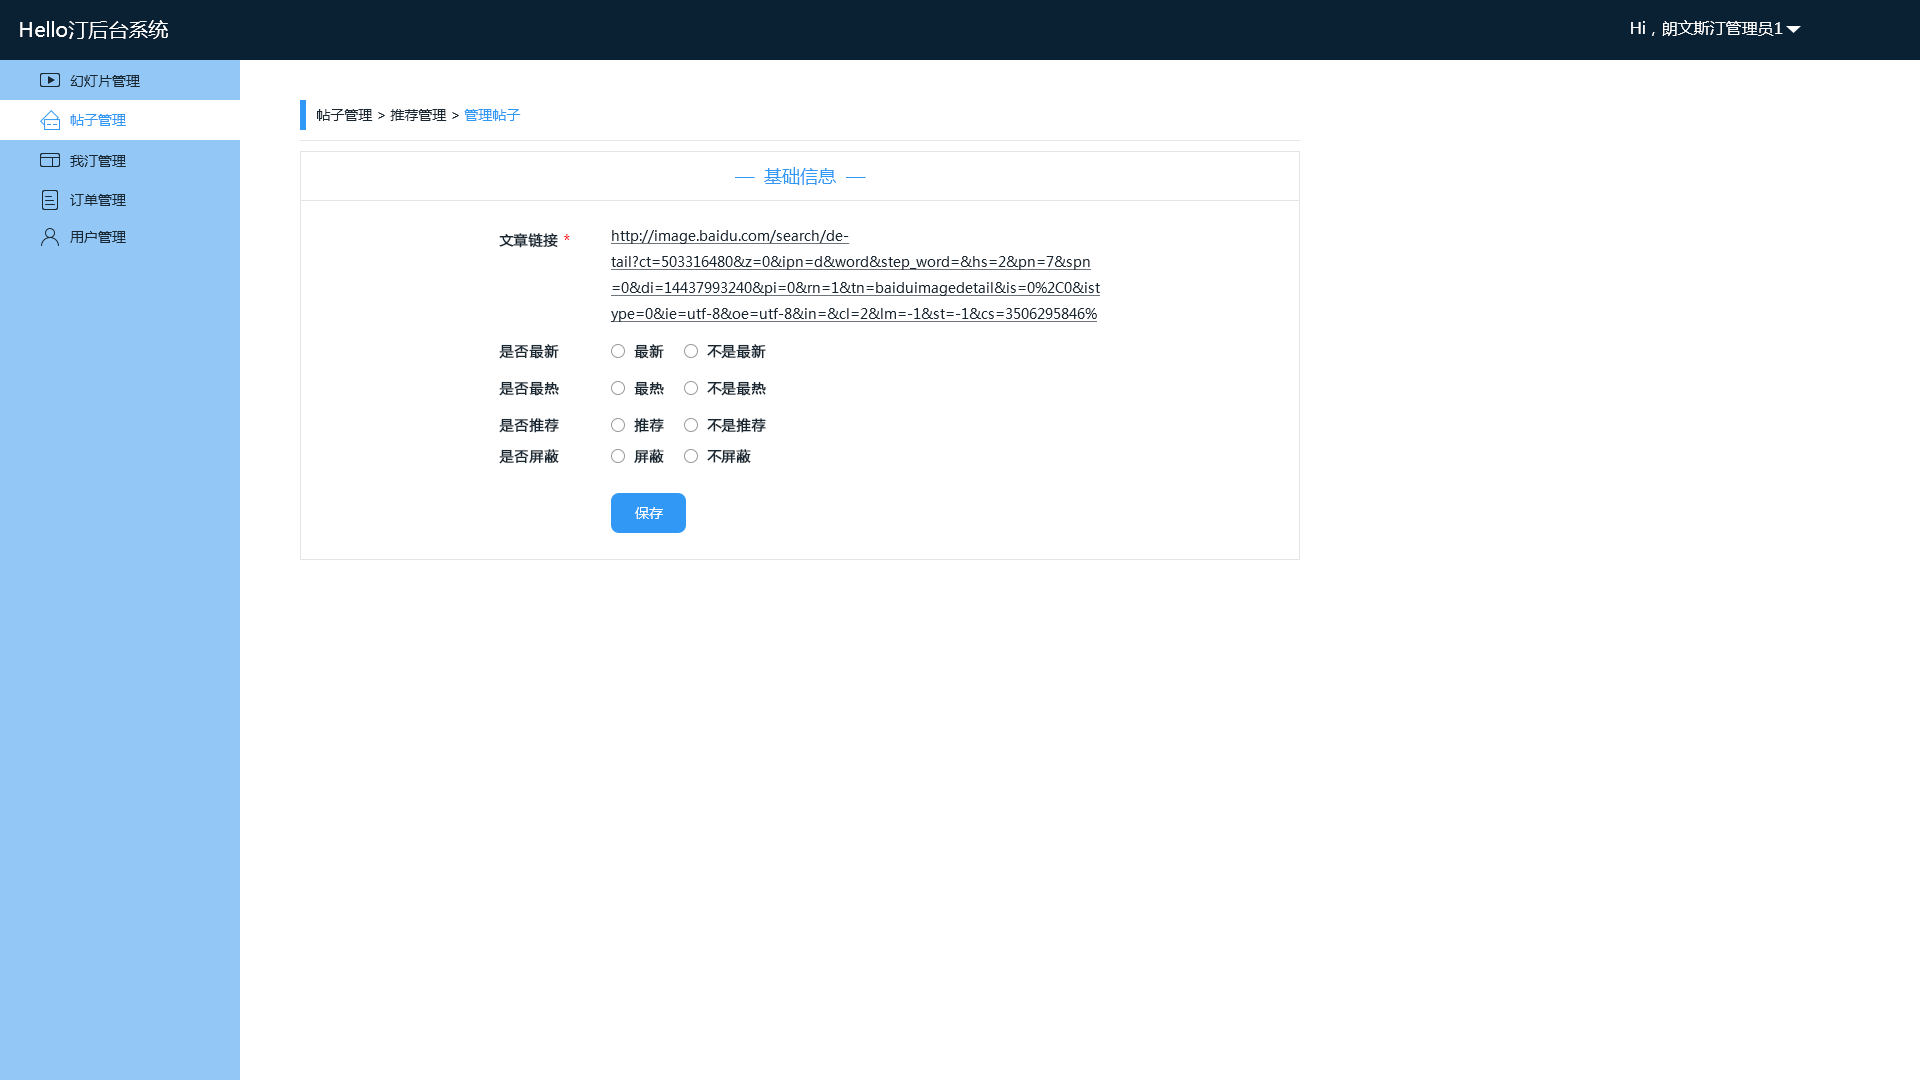 Hello汀后台系统
Hi，朗文斯汀管理员1
幻灯片管理
帖子管理
我汀管理
订单管理
用户管理
帖子管理 > 推荐管理 > 管理帖子
— 基础信息 —
文章链接 *
http://image.baidu.com/search/de-
tail?ct=503316480&z=0&ipn=d&word&step_word=&hs=2&pn=7&spn
=0&di=14437993240&pi=0&rn=1&tn=baiduimagedetail&is=0%2C0&ist
ype=0&ie=utf-8&oe=utf-8&in=&cl=2&lm=-1&st=-1&cs=3506295846%
是否最新 最新 不是最新
是否最热 最热 不是最热
是否推荐 推荐 不是推荐
是否屏蔽 屏蔽 不屏蔽
保存